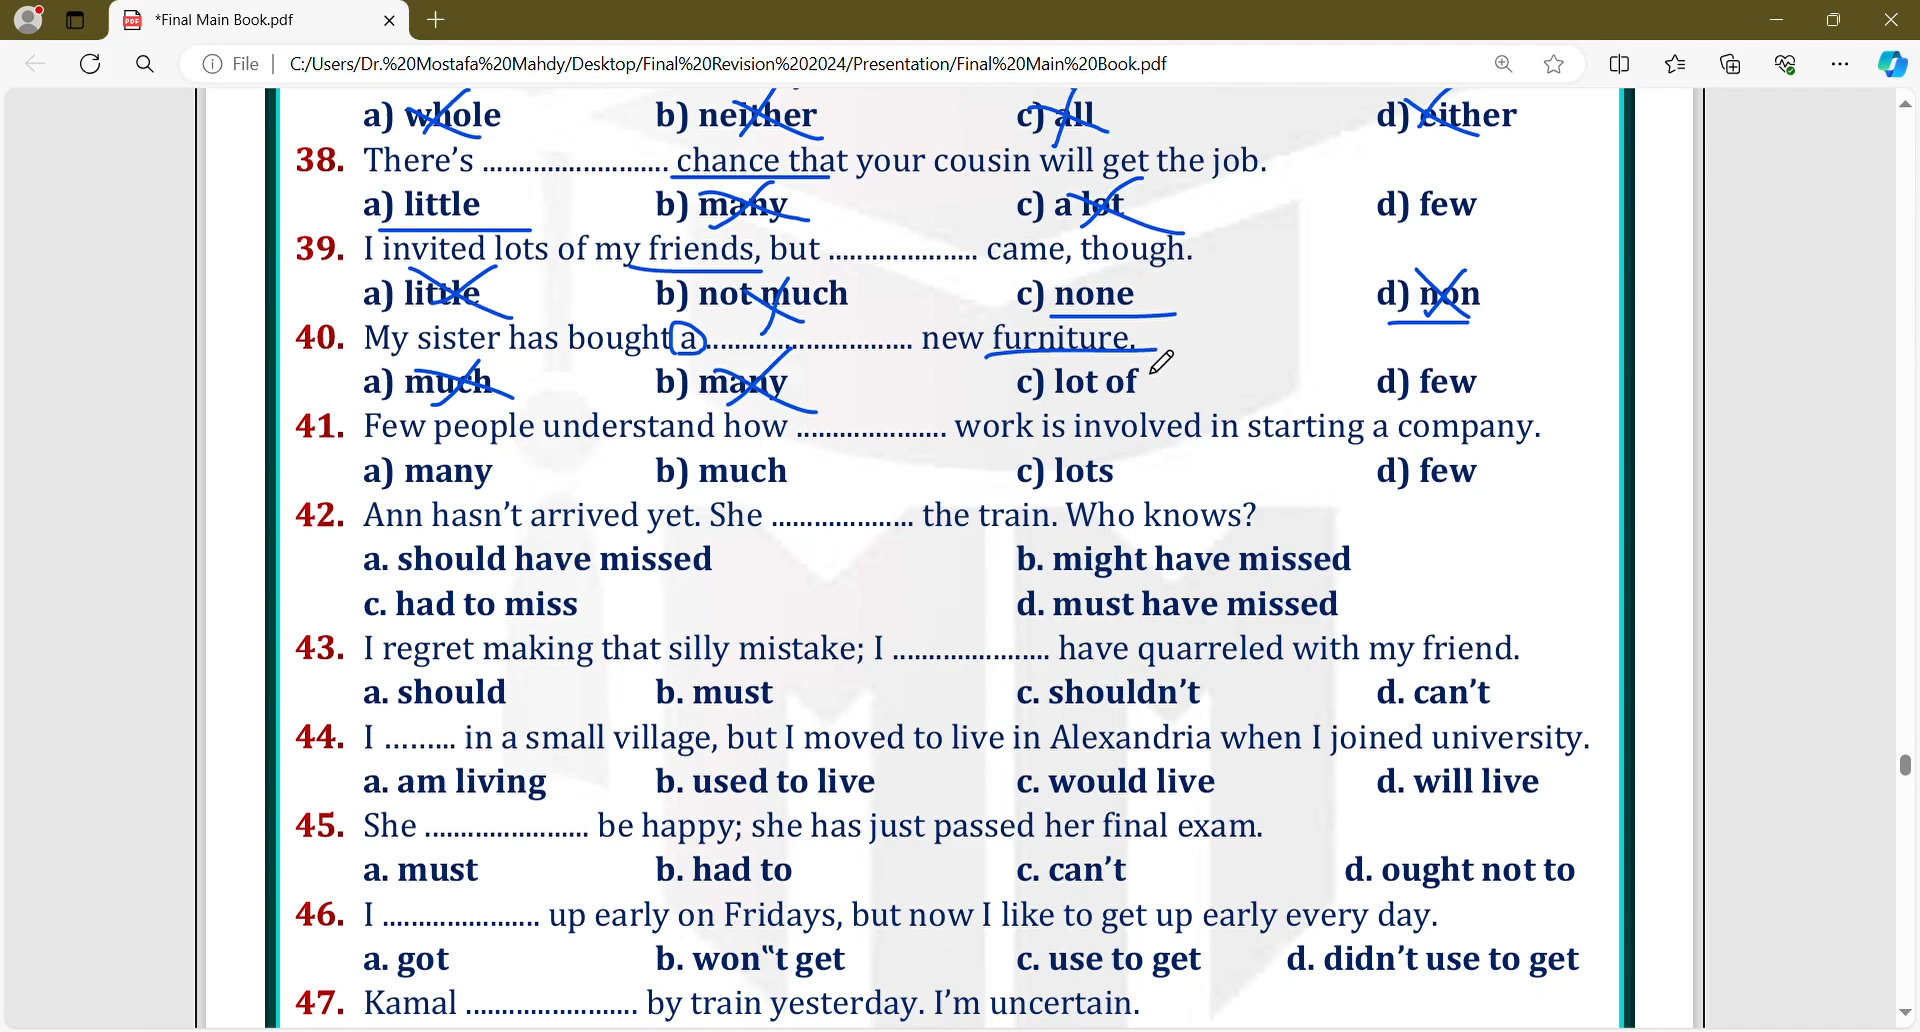 *Final Main Book.pdf
File | C:/Users/Dr.%20Mostafa%20Mahdy/Desktop/Final%20Revision%202024/Presentation/Final%20Main%20Book.pdf
a) whole b) neither c) all d) either
38. There's ......................... chance that your cousin will get the job.
a) little b) many c) a lot d) few
39. I invited lots of my friends, but .................... came, though.
a) little b) not much c) none d) non
40. My sister has bought a ............................ new furniture.
a) much b) many c) lot of d) few
41. Few people understand how .................... work is involved in starting a company.
a) many b) much c) lots d) few
42. Ann hasn't arrived yet. She ................... the train. Who knows?
a. should have missed b. might have missed
c. had to miss d. must have missed
43. I regret making that silly mistake; I ..................... have quarreled with my friend.
a. should b. must c. shouldn't d. can't
44. I ......... in a small village, but I moved to live in Alexandria when I joined university.
a. am living b. used to live c. would live d. will live
45. She ...................... be happy; she has just passed her final exam.
a. must b. had to c. can't d. ought not to
46. I ..................... up early on Fridays, but now I like to get up early every day.
a. got b. won‟t get c. use to get d. didn't use to get
47. Kamal ....................... by train yesterday. I'm uncertain.